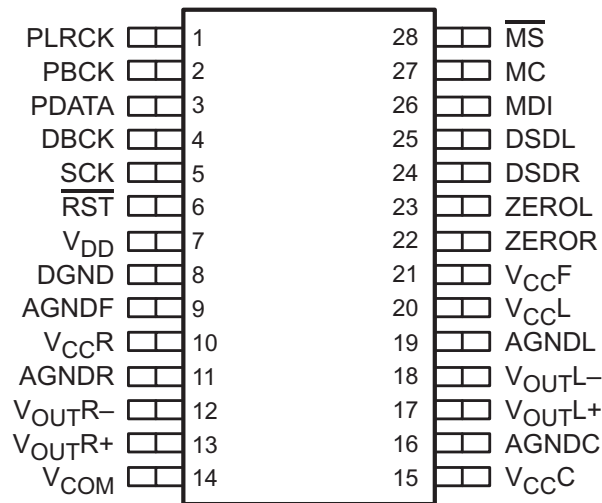 PLRCK 1 28 M̅S̅
PBCK 2 27 MC
PDATA 3 26 MDI
DBCK 4 25 DSDL
SCK 5 24 DSDR
R̅S̅T̅ 6 23 ZEROL
VDD 7 22 ZEROR
DGND 8 21 VCCF
AGNDF 9 20 VCCL
VCCR 10 19 AGNDL
AGNDR 11 18 VOUTL–
VOUTR– 12 17 VOUTL+
VOUTR+ 13 16 AGNDC
VCOM 14 15 VCCC